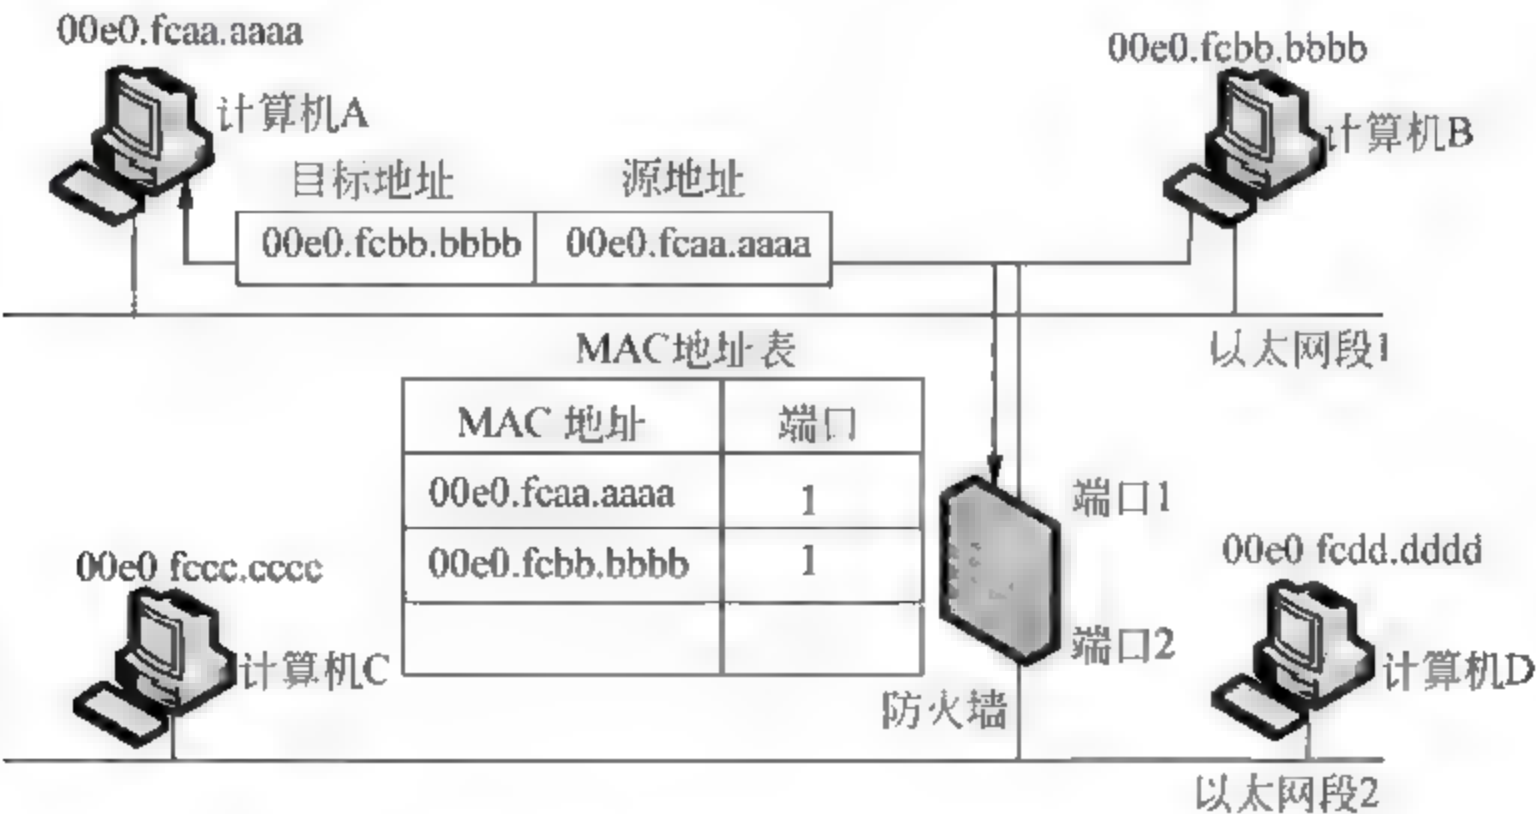 00e0.fcaa.aaaa
00e0.fcbb.bbbb
计算机A
计算机B
目标地址 源地址
00e0.fcbb.bbbb 00e0.fcaa.aaaa
以太网段1
MAC地址表
MAC 地址 端口
00e0.fcaa.aaaa 1
00e0.fcbb.bbbb 1
端口1
00e0 fccc.cccc
00e0 fcdd.dddd
计算机C
端口2
计算机D
防火墙
以太网段2